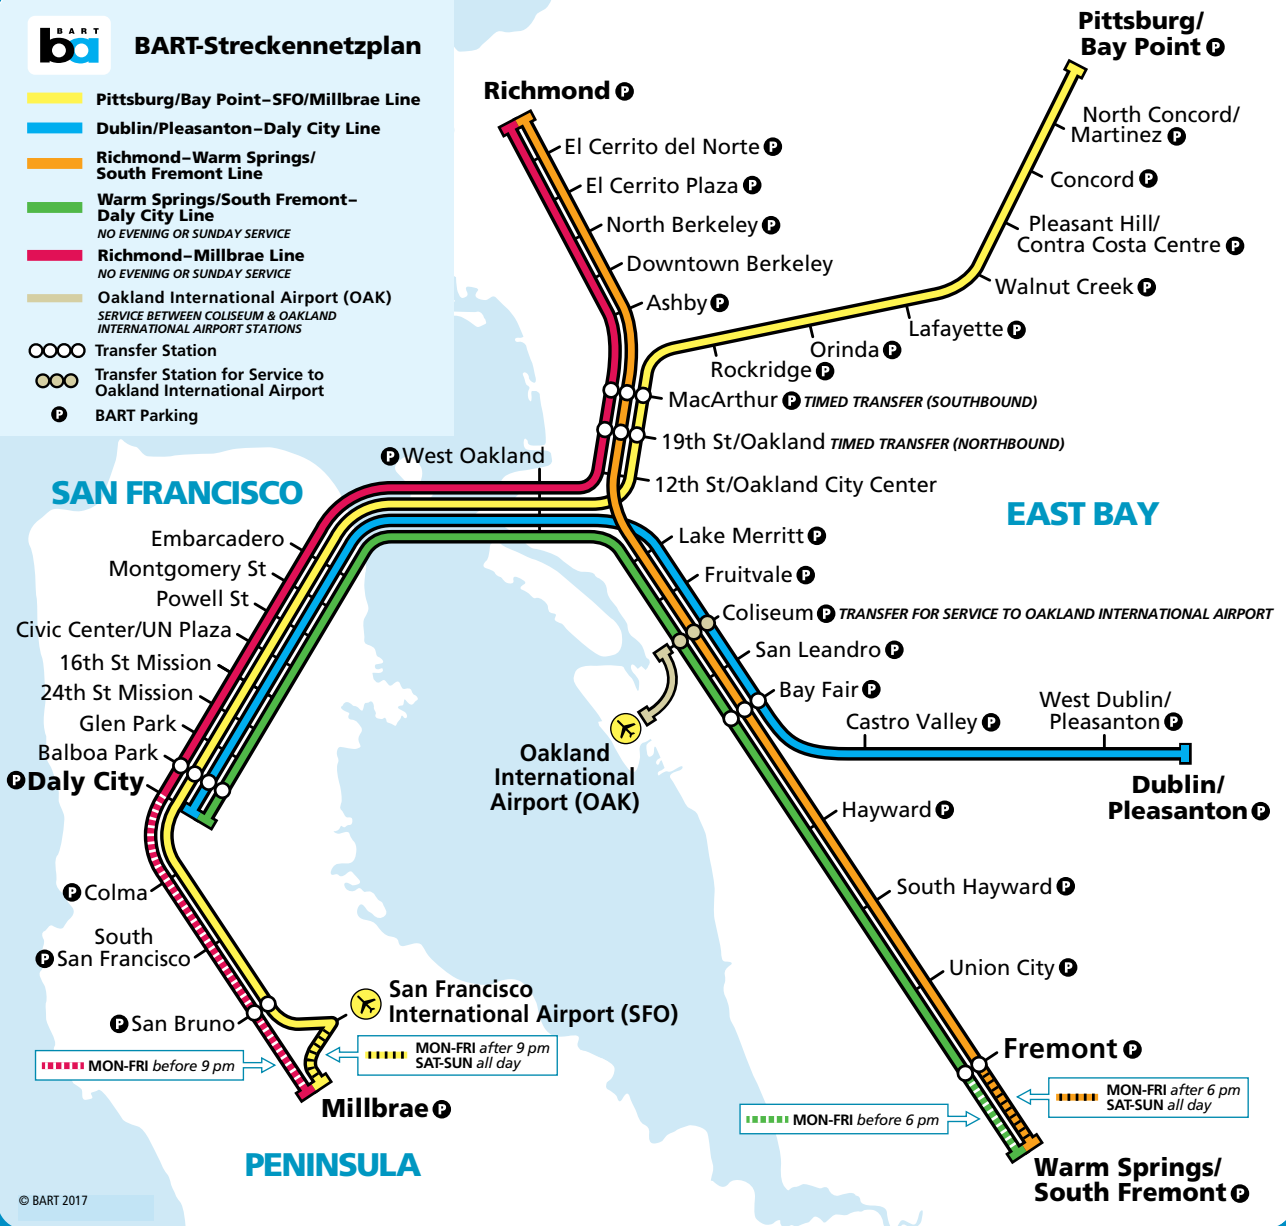 BART
ba
BART-Streckennetzplan
Pittsburg/Bay Point–SFO/Millbrae Line
Dublin/Pleasanton–Daly City Line
Richmond–Warm Springs/
South Fremont Line
Warm Springs/South Fremont–
Daly City Line
NO EVENING OR SUNDAY SERVICE
Richmond–Millbrae Line
NO EVENING OR SUNDAY SERVICE
Oakland International Airport (OAK)
SERVICE BETWEEN COLISEUM & OAKLAND
INTERNATIONAL AIRPORT STATIONS
Transfer Station
Transfer Station for Service to
Oakland International Airport
P BART Parking
Pittsburg/
Bay Point P
Richmond P
North Concord/
Martinez P
El Cerrito del Norte P
Concord P
El Cerrito Plaza P
North Berkeley P
Pleasant Hill/
Contra Costa Centre P
Downtown Berkeley
Walnut Creek P
Ashby P
Lafayette P
Orinda P
Rockridge P
MacArthur P TIMED TRANSFER (SOUTHBOUND)
19th St/Oakland TIMED TRANSFER (NORTHBOUND)
P West Oakland
12th St/Oakland City Center
SAN FRANCISCO
EAST BAY
Embarcadero
Lake Merritt P
Montgomery St
Fruitvale P
Powell St
Coliseum P TRANSFER FOR SERVICE TO OAKLAND INTERNATIONAL AIRPORT
Civic Center/UN Plaza
San Leandro P
16th St Mission
24th St Mission
Bay Fair P
Glen Park
Castro Valley P
West Dublin/
Pleasanton P
Balboa Park
P Daly City
Oakland
International
Airport (OAK)
Dublin/
Pleasanton P
Hayward P
P Colma
South Hayward P
South
P San Francisco
Union City P
San Francisco
International Airport (SFO)
P San Bruno
MON-FRI before 9 pm
MON-FRI after 9 pm
SAT-SUN all day
Millbrae P
Fremont P
MON-FRI after 6 pm
SAT-SUN all day
MON-FRI before 6 pm
PENINSULA
Warm Springs/
South Fremont P
© BART 2017